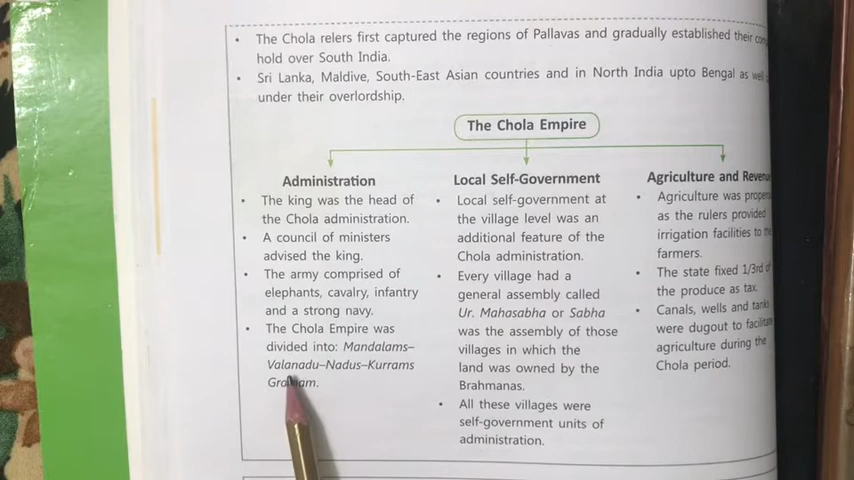 • The Chola relers first captured the regions of Pallavas and gradually established their
hold over South India.
• Sri Lanka, Maldive, South-East Asian countries and in North India upto Bengal as well
under their overlordship.
The Chola Empire
Administration
• The king was the head of
the Chola administration.
• A council of ministers
advised the king.
• The army comprised of
elephants, cavalry, infantry
and a strong navy.
• The Chola Empire was
divided into: Mandalams–
Valanadu–Nadus–Kurrams
Local Self-Government
• Local self-government at
the village level was an
additional feature of the
Chola administration.
• Every village had a
general assembly called
Ur. Mahasabha or Sabha
was the assembly of those
villages in which the
land was owned by the
Brahmanas.
• All these villages were
self-government units of
administration.
Agriculture and Revenue
• Agriculture was
as the rulers provided
irrigation facilities to the
farmers.
• The state fixed 1/3rd of
the produce as tax.
• Canals, wells and tanks
were dugout to facilitate
agriculture during the
Chola period.